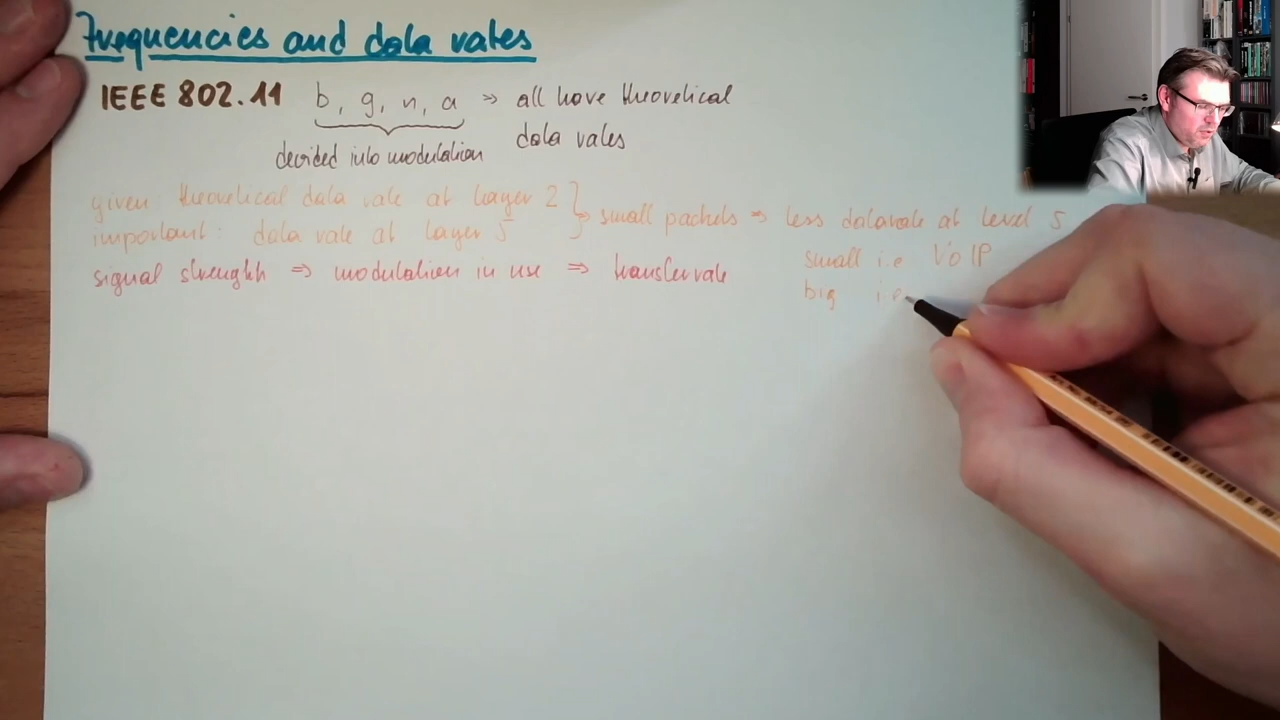 Frequencies and data rates
IEEE 802.11 b, g, n, a => all have theoretical
data rates
decided into modulation
given: theoretical data rate at layer 2
important: data rate at layer 5
=> small packets => less datarate at level 5
small i.e VoIP
big i.e
signal strength => modulation in use => transferrate